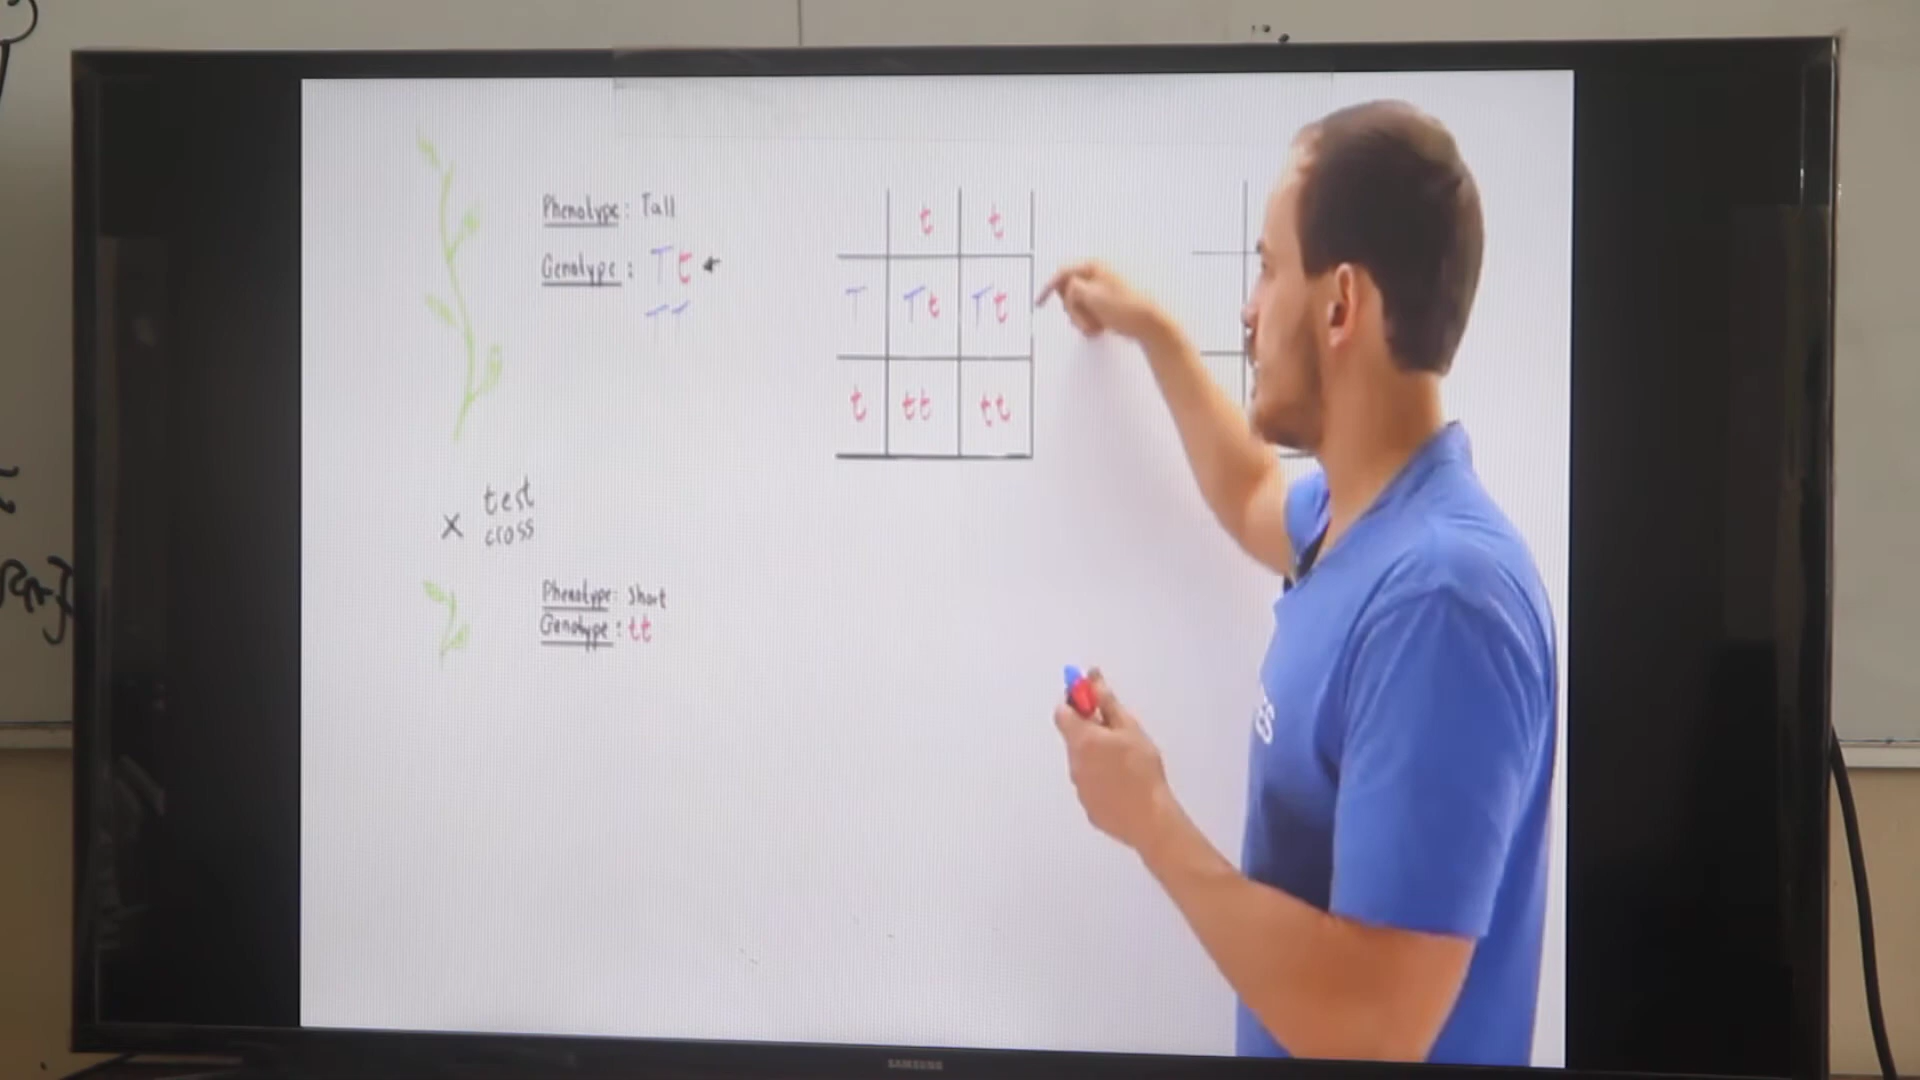 Phenotype: Tall
Genotype: Tt
t t
T Tt Tt
t tt tt
x test
cross
Phenotype: Short
Genotype: tt
SAMSUNG